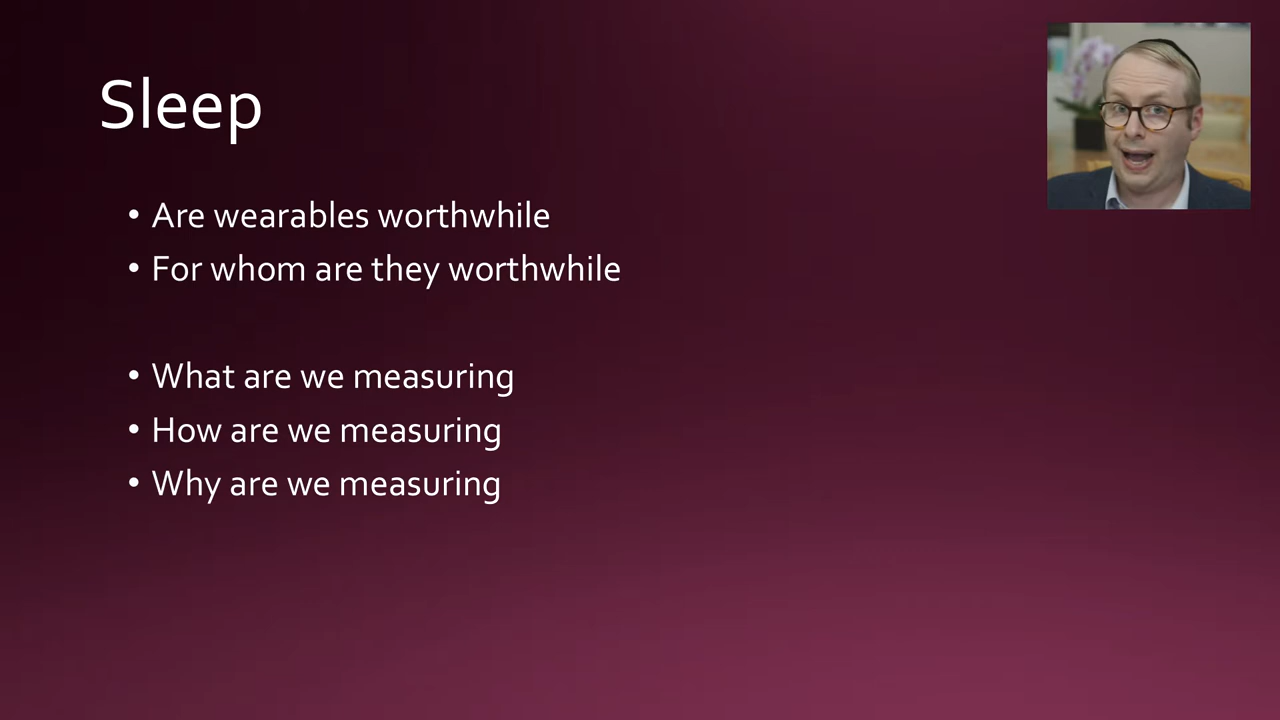 Sleep
• Are wearables worthwhile
• For whom are they worthwhile
• What are we measuring
• How are we measuring
• Why are we measuring